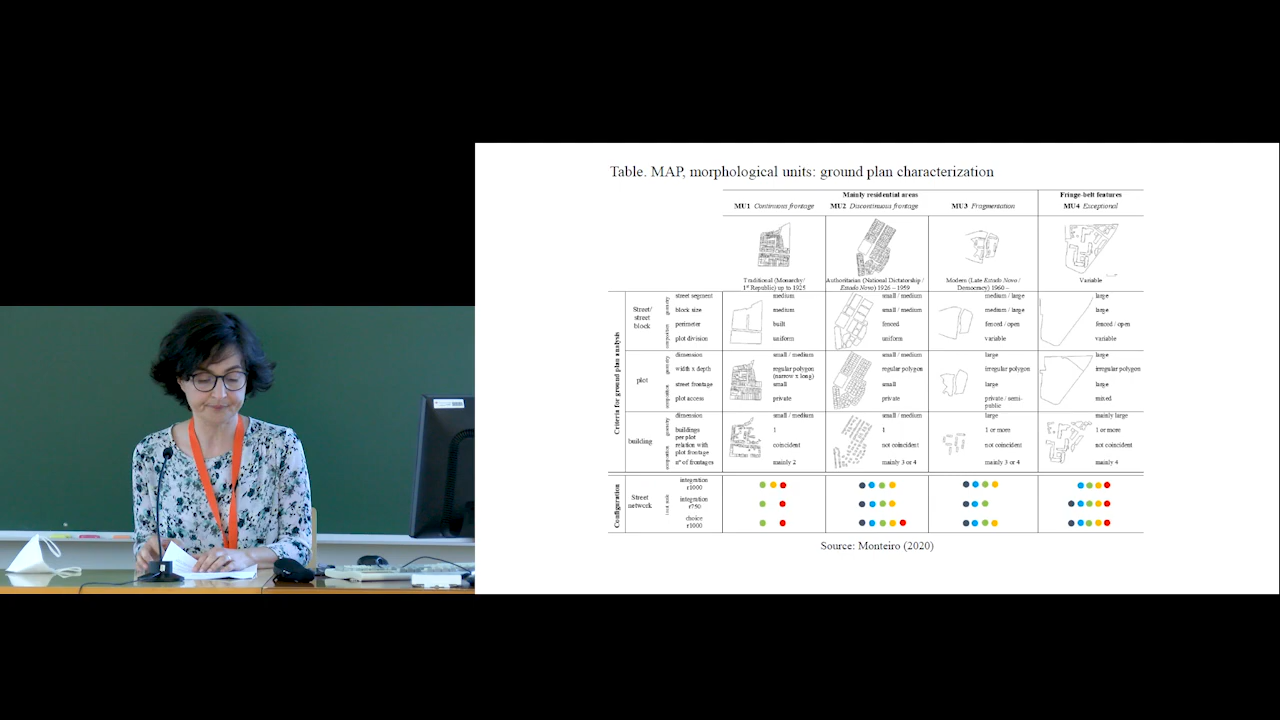 Table. MAP, morphological units: ground plan characterization
Mainly residential areas
Fringe-belt features
MU1 Continuous frontage
MU2 Discontinuous frontage
MU3 Fragmentation
MU4 Exceptional
Traditional (Monarchy/
1st Republic) up to 1925
Authoritarian (National Dictatorship /
Estado Novo) 1926 – 1959
Modern (Late Estado Novo /
Democracy) 1960 –
Variable
Criteria for ground plan analysis
Street/
street
block
geometry
street segment
medium
small / medium
medium / large
large
block size
medium
small / medium
medium / large
large
perimeter
built
fenced
fenced / open
fenced / open
plot division
uniform
uniform
variable
variable
plot
geometry
dimension
small / medium
small / medium
large
large
width x depth
regular polygon
(narrow x long)
regular polygon
irregular polygon
irregular polygon
street frontage
small
small
large
large
plot access
private
private
private / semi-
public
mixed
building
geometry
dimension
small / medium
small / medium
large
mainly large
buildings
per plot
1
1
1 or more
1 or more
relation with
plot frontage
coincident
not coincident
not coincident
not coincident
nº of frontages
mainly 2
mainly 3 or 4
mainly 3 or 4
mainly 4
Configuration
Street
network
integration
r1000
integration
r750
choice
r1000
Source: Monteiro (2020)